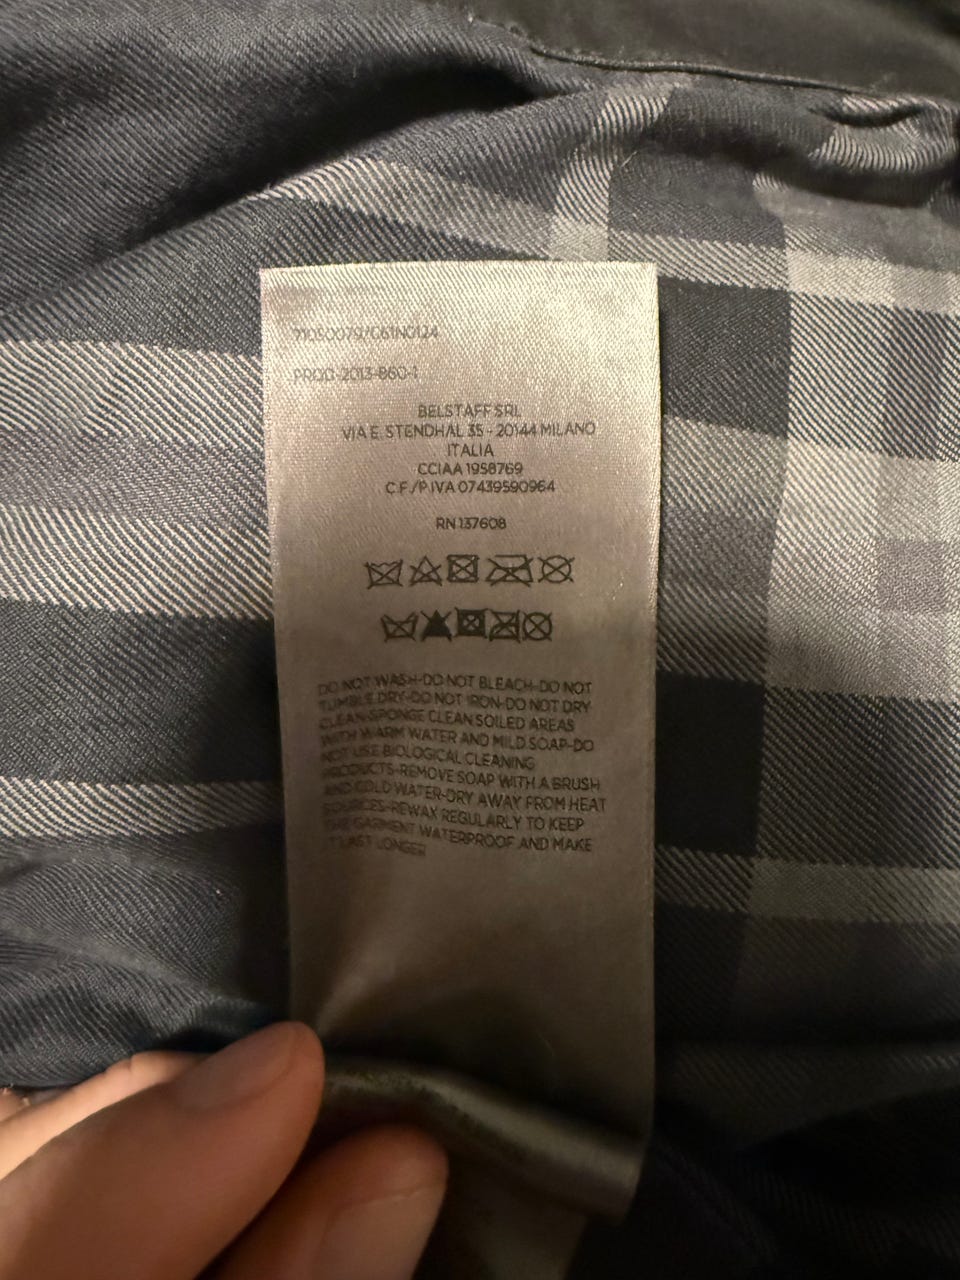 71050079/C61N0124
PROD-2013-860-1
BELSTAFF SRL
VIA E. STENDHAL 35 - 20144 MILANO
ITALIA
CCIAA 1958769
C.F./P.IVA 07439590964
RN 137608
DO NOT WASH-DO NOT BLEACH-DO NOT
TUMBLE DRY-DO NOT IRON-DO NOT DRY
CLEAN-SPONGE CLEAN SOILED AREAS
WITH WARM WATER AND MILD SOAP-DO
NOT USE BIOLOGICAL CLEANING
PRODUCTS-REMOVE SOAP WITH A BRUSH
AND COLD WATER-DRY AWAY FROM HEAT
SOURCES-REWAX REGULARLY TO KEEP
THE GARMENT WATERPROOF AND MAKE
IT LAST LONGER